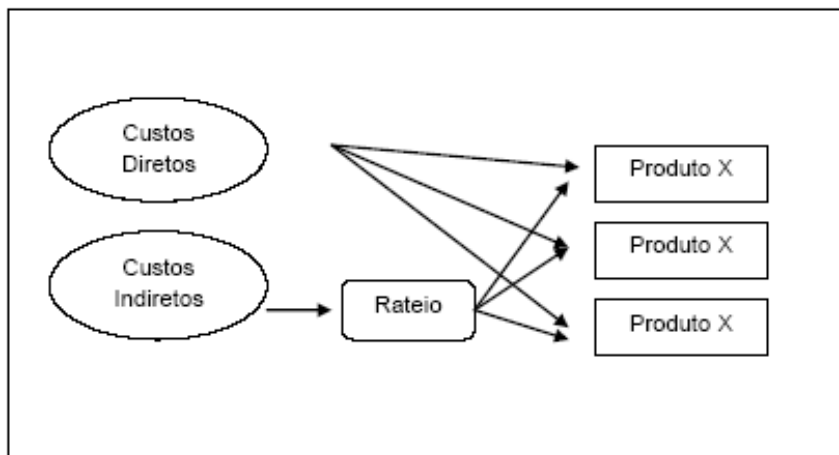 Custos
Diretos
Produto X
Produto X
Custos
Indiretos
Rateio
Produto X